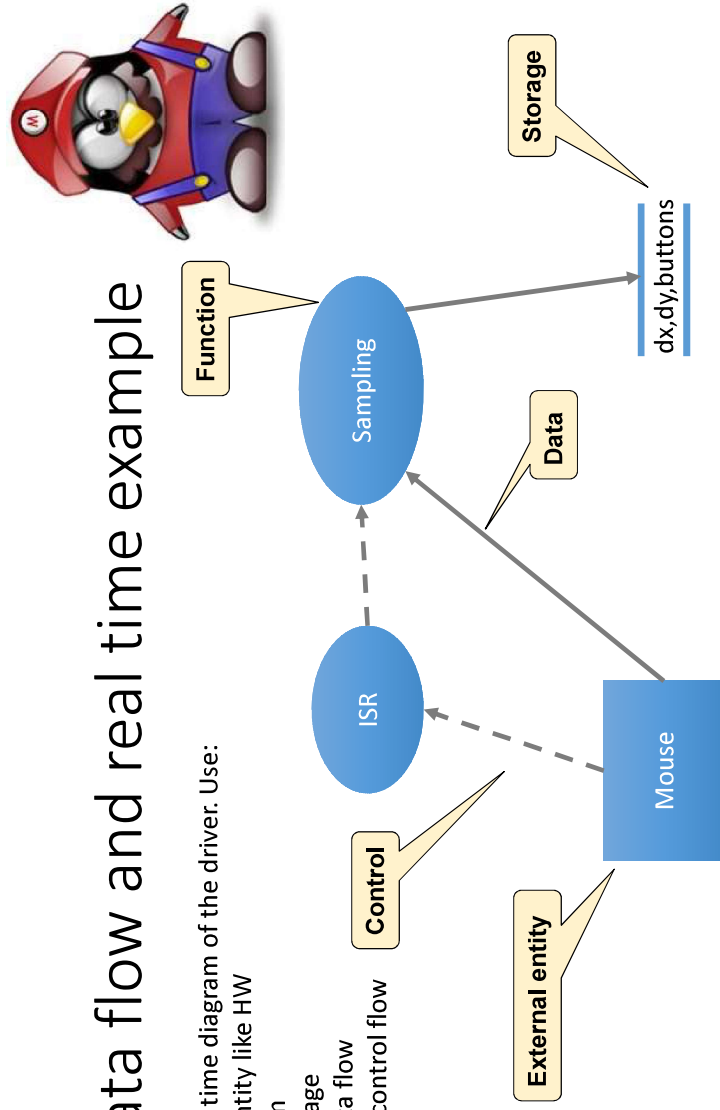 ata flow and real time example
time diagram of the driver. Use:
ntity like HW
n
age
a flow
control flow
Function
Storage
Sampling
dx,dy,buttons
Data
ISR
Control
Mouse
External entity
W